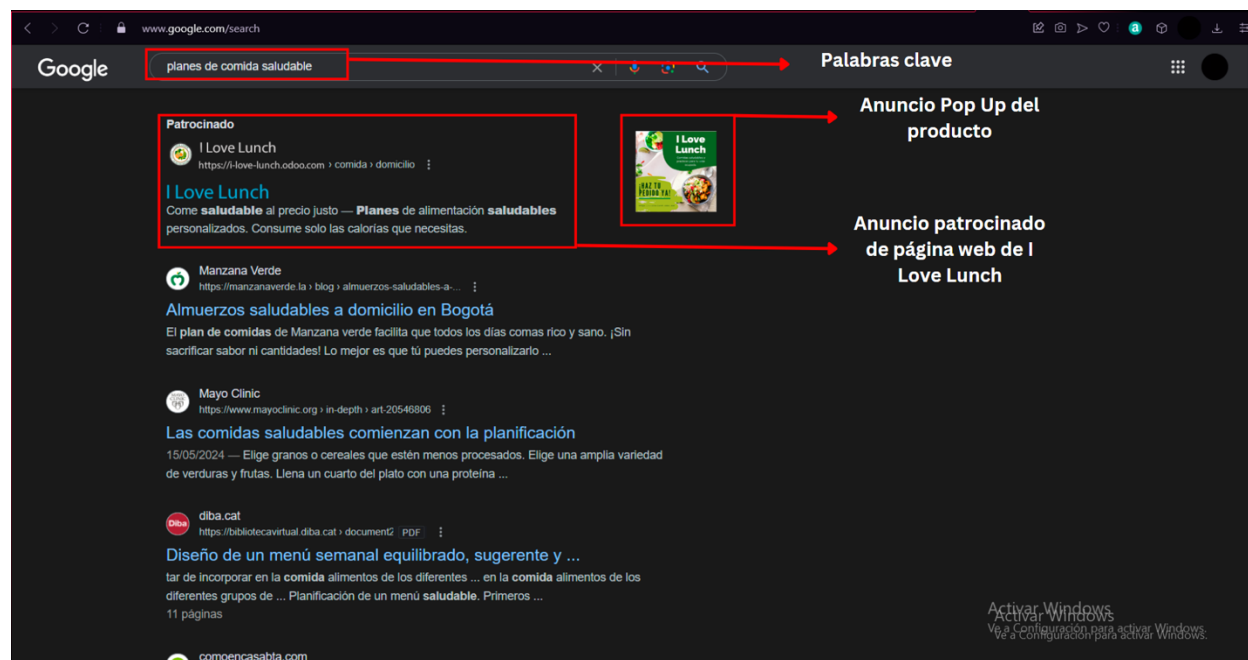 www.google.com/search
Google
planes de comida saludable
Palabras clave
Patrocinado
I Love Lunch
https://i-love-lunch.odoo.com › comida › domicilio
I Love Lunch
Come saludable al precio justo — Planes de alimentación saludables
personalizados. Consume solo las calorías que necesitas.
I Love
Lunch
¡HAZ TU
PEDIDO YA!
Anuncio Pop Up del
producto
Anuncio patrocinado
de página web de I
Love Lunch
Manzana Verde
https://manzanaverde.la › blog › almuerzos-saludables-a-...
Almuerzos saludables a domicilio en Bogotá
El plan de comidas de Manzana verde facilita que todos los días comas rico y sano. ¡Sin
sacrificar sabor ni cantidades! Lo mejor es que tú puedes personalizarlo ...
Mayo Clinic
https://www.mayoclinic.org › in-depth › art-20546806
Las comidas saludables comienzan con la planificación
15/05/2024 — Elige granos o cereales que estén menos procesados. Elige una amplia variedad
de verduras y frutas. Llena un cuarto del plato con una proteína ...
Diba
diba.cat
https://bibliotecavirtual.diba.cat › document2 PDF
Diseño de un menú semanal equilibrado, sugerente y ...
tar de incorporar en la comida alimentos de los diferentes ... en la comida alimentos de los
diferentes grupos de ... Planificación de un menú saludable. Primeros ...
11 páginas
comoencasabta.com
Activar Windows
Ve a Configuración para activar Windows.